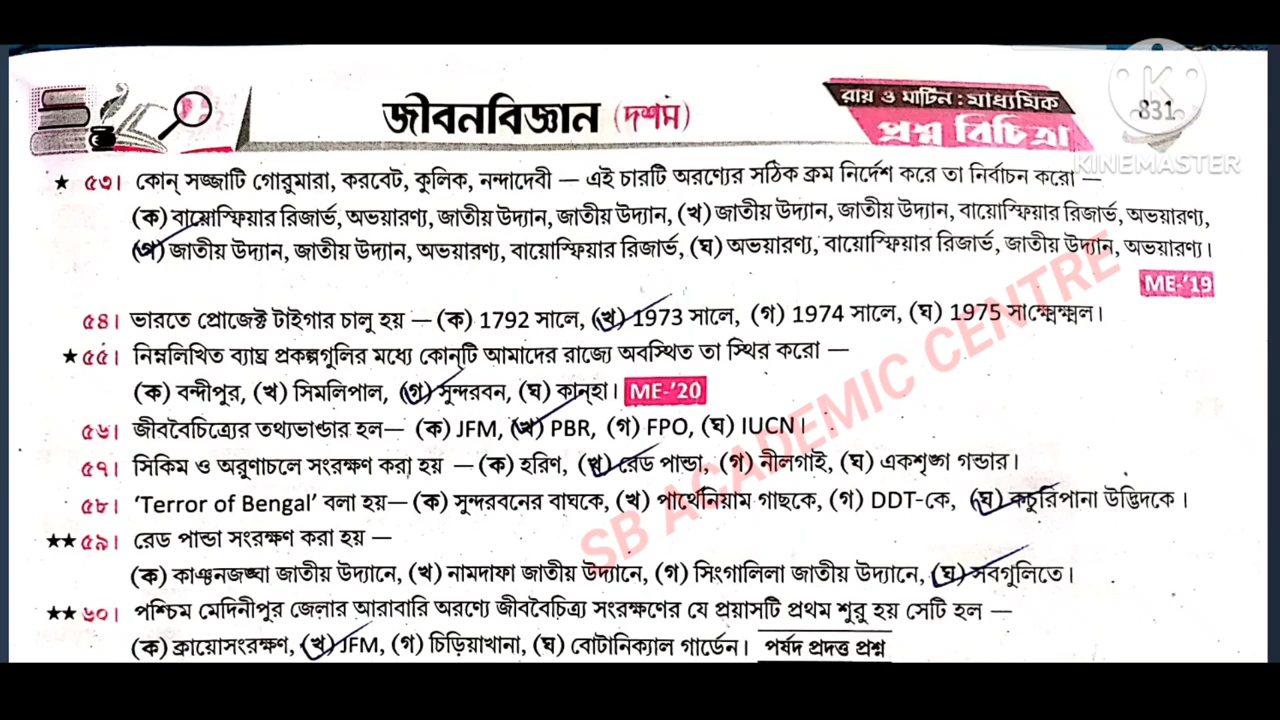 জীবনবিজ্ঞান (দশম)
রায় ও মার্টিন : মাধ্যমিক
প্রশ্ন বিচিত্রা
831
KINEMASTER
★ ৫৩। কোন্ সজ্জাটি গোরুমারা, করবেট, কুলিক, নন্দাদেবী — এই চারটি অরণ্যের সঠিক ক্রম নির্দেশ করে তা নির্বাচন করো —
(ক) বায়োস্ফিয়ার রিজার্ভ, অভয়ারণ্য, জাতীয় উদ্যান, জাতীয় উদ্যান, (খ) জাতীয় উদ্যান, জাতীয় উদ্যান, বায়োস্ফিয়ার রিজার্ভ, অভয়ারণ্য,
(গ) জাতীয় উদ্যান, জাতীয় উদ্যান, অভয়ারণ্য, বায়োস্ফিয়ার রিজার্ভ, (ঘ) অভয়ারণ্য, বায়োস্ফিয়ার রিজার্ভ, জাতীয় উদ্যান, অভয়ারণ্য।
ME-'19
৫৪। ভারতে প্রোজেক্ট টাইগার চালু হয় — (ক) 1792 সালে, (খ) 1973 সালে, (গ) 1974 সালে, (ঘ) 1975
★ ৫৫। নিম্নলিখিত ব্যাঘ্র প্রকল্পগুলির মধ্যে কোন্‌টি আমাদের রাজ্যে অবস্থিত তা স্থির করো —
(ক) বন্দীপুর, (খ) সিমলিপাল, (গ) সুন্দরবন, (ঘ) কান্‌হা। ME-'20
৫৬। জীববৈচিত্র্যের তথ্যভান্ডার হল— (ক) JFM, (খ) PBR, (গ) FPO, (ঘ) IUCN।
৫৭। সিকিম ও অরুণাচলে সংরক্ষণ করা হয় — (ক) হরিণ, (খ) রেড পান্ডা, (গ) নীলগাই, (ঘ) একশৃঙ্গ গন্ডার।
৫৮। 'Terror of Bengal' বলা হয়— (ক) সুন্দরবনের বাঘকে, (খ) পার্থেনিয়াম গাছকে, (গ) DDT-কে, (ঘ) কচুরিপানা উদ্ভিদকে।
★★ ৫৯। রেড পান্ডা সংরক্ষণ করা হয় —
(ক) কাঞ্চনজঙ্ঘা জাতীয় উদ্যানে, (খ) নামদাফা জাতীয় উদ্যানে, (গ) সিংগালিলা জাতীয় উদ্যানে, (ঘ) সবগুলিতে।
★★ ৬০। পশ্চিম মেদিনীপুর জেলার আরাবারি অরণ্যে জীববৈচিত্র্য সংরক্ষণের যে প্রয়াসটি প্রথম শুরু হয় সেটি হল —
(ক) ক্রায়োসংরক্ষণ, (খ) JFM, (গ) চিড়িয়াখানা, (ঘ) বোটানিক্যাল গার্ডেন। পর্ষদ প্রদত্ত প্রশ্ন
SB ACADEMIC CENTRE